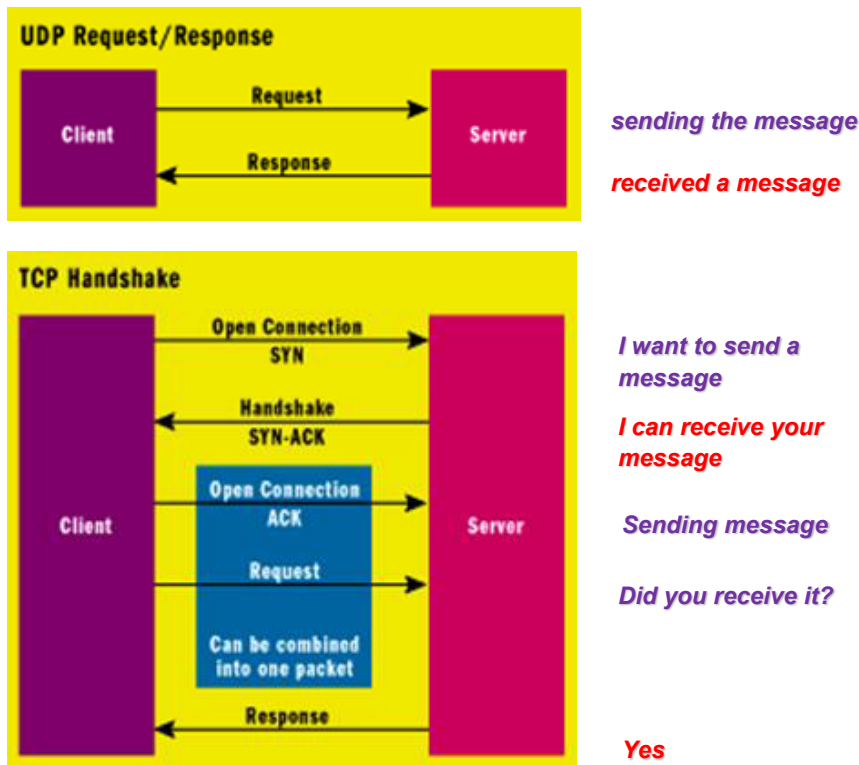 UDP Request/Response
Request
Client
Server
Response
sending the message
received a message
TCP Handshake
Open Connection
SYN
I want to send a
message
Handshake
SYN-ACK
I can receive your
message
Open Connection
ACK
Client
Server
Sending message
Request
Did you receive it?
Can be combined
into one packet
Response
Yes